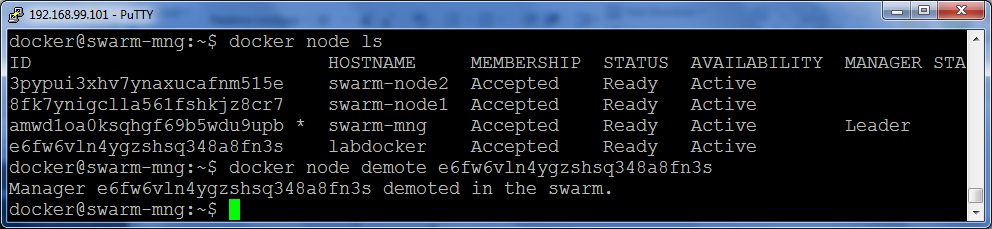 192.168.99.101 - PuTTY
docker@swarm-mng:~$ docker node ls
ID HOSTNAME MEMBERSHIP STATUS AVAILABILITY MANAGER STA
3pypui3xhv7ynaxucafnm515e swarm-node2 Accepted Ready Active
8fk7ynigclla561fshkjz8cr7 swarm-node1 Accepted Ready Active
amwd1oa0ksqhgf69b5wdu9upb * swarm-mng Accepted Ready Active Leader
e6fw6vln4ygzshsq348a8fn3s labdocker Accepted Ready Active
docker@swarm-mng:~$ docker node demote e6fw6vln4ygzshsq348a8fn3s
Manager e6fw6vln4ygzshsq348a8fn3s demoted in the swarm.
docker@swarm-mng:~$